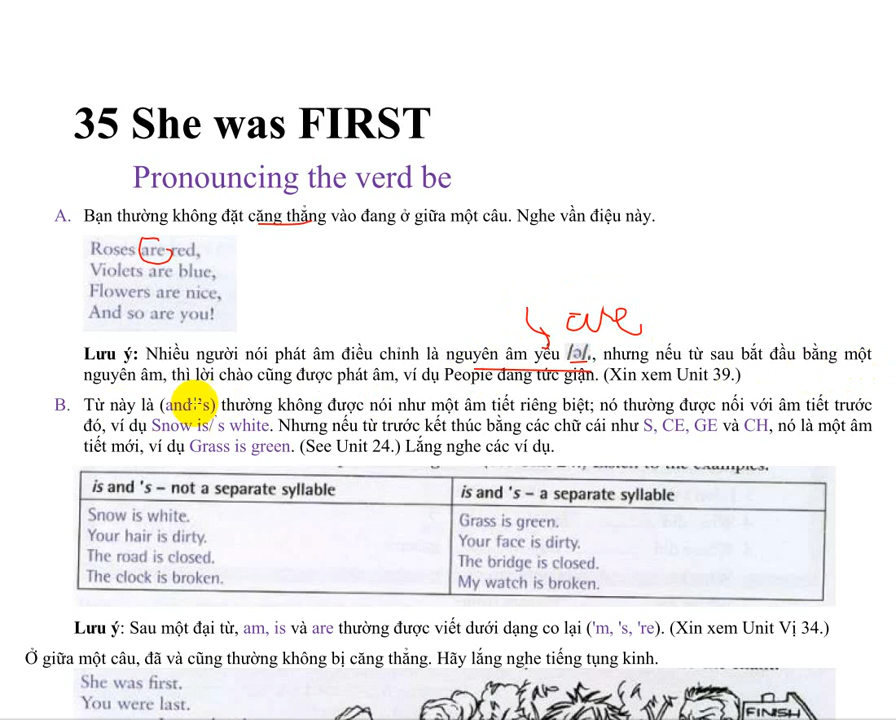 35 She was FIRST
Pronouncing the verd be
A. Bạn thường không đặt căng thẳng vào đang ở giữa một câu. Nghe vần điệu này.
Roses are red,
Violets are blue,
Flowers are nice,
And so are you!
are
Lưu ý: Nhiều người nói phát âm điều chỉnh là nguyên âm yếu /ə/., nhưng nếu từ sau bắt đầu bằng một
nguyên âm, thì lời chào cũng được phát âm, ví dụ People đang tức giận. (Xin xem Unit 39.)
B. Từ này là (and 's) thường không được nói như một âm tiết riêng biệt; nó thường được nối với âm tiết trước
đó, ví dụ Snow is/ 's white. Nhưng nếu từ trước kết thúc bằng các chữ cái như S, CE, GE và CH, nó là một âm
tiết mới, ví dụ Grass is green. (See Unit 24.) Lắng nghe các ví dụ.
is and 's – not a separate syllable
is and 's – a separate syllable
Snow is white.
Grass is green.
Your hair is dirty.
Your face is dirty.
The road is closed.
The bridge is closed.
The clock is broken.
My watch is broken.
Lưu ý: Sau một đại từ, am, is và are thường được viết dưới dạng co lại ('m, 's, 're). (Xin xem Unit Vị 34.)
Ở giữa một câu, đã và cũng thường không bị căng thẳng. Hãy lắng nghe tiếng tụng kinh.
She was first.
You were last.
FINISH